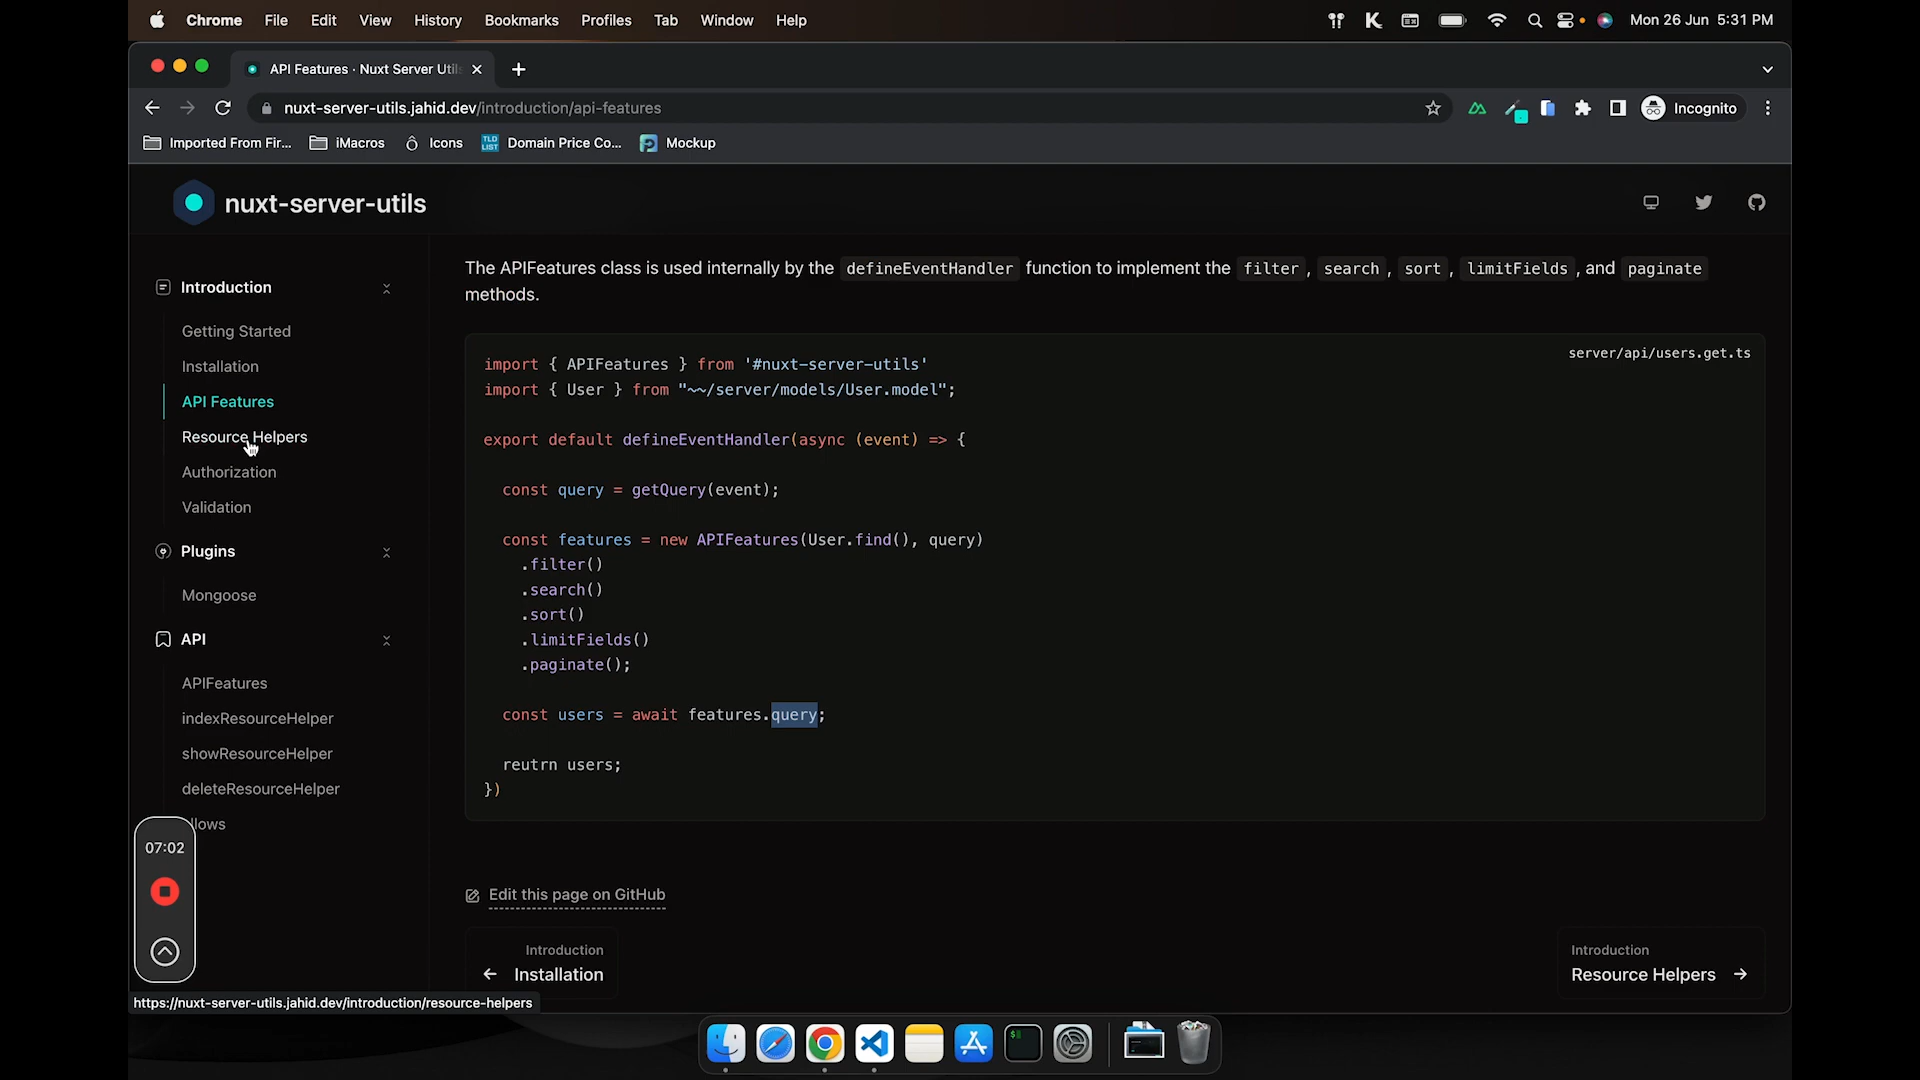 Chrome File Edit View History Bookmarks Profiles Tab Window Help Mon 26 Jun 5:31 PM
API Features · Nuxt Server Util
nuxt-server-utils.jahid.dev/introduction/api-features Incognito
Imported From Fir... iMacros Icons TLD LIST Domain Price Co... Mockup
nuxt-server-utils
Introduction
Getting Started
Installation
API Features
Resource Helpers
Authorization
Validation
Plugins
Mongoose
API
APIFeatures
indexResourceHelper
showResourceHelper
deleteResourceHelper
llows
07:02
The APIFeatures class is used internally by the defineEventHandler function to implement the filter , search , sort , limitFields , and paginate
methods.
server/api/users.get.ts
import { APIFeatures } from '#nuxt-server-utils'
import { User } from "~~/server/models/User.model";
export default defineEventHandler(async (event) => {
const query = getQuery(event);
const features = new APIFeatures(User.find(), query)
.filter()
.search()
.sort()
.limitFields()
.paginate();
const users = await features.query;
reutrn users;
})
Edit this page on GitHub
Introduction
Installation
Introduction
Resource Helpers
https://nuxt-server-utils.jahid.dev/introduction/resource-helpers